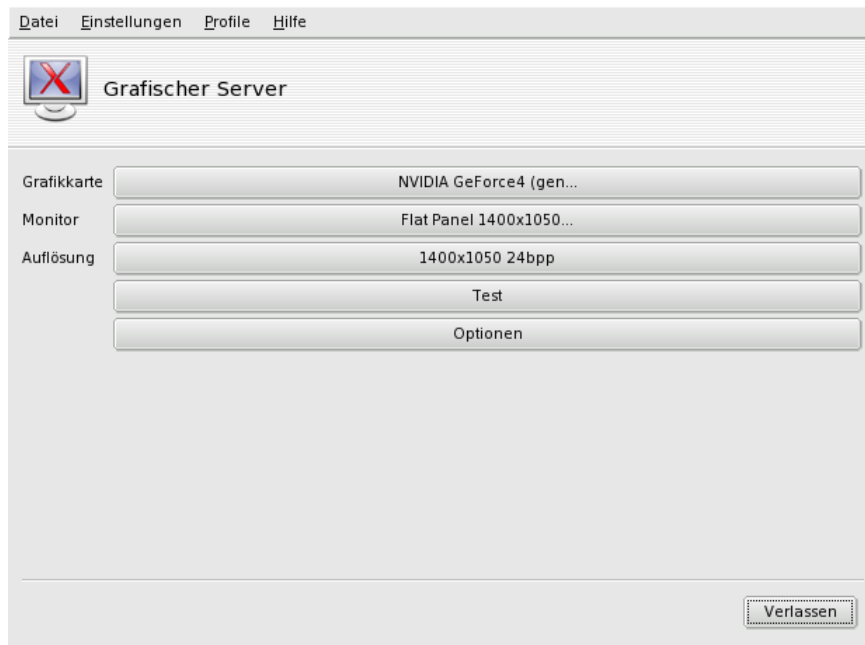 Datei Einstellungen Profile Hilfe
Grafischer Server
Grafikkarte NVIDIA GeForce4 (gen...
Monitor Flat Panel 1400x1050...
Auflösung 1400x1050 24bpp
Test
Optionen
Verlassen